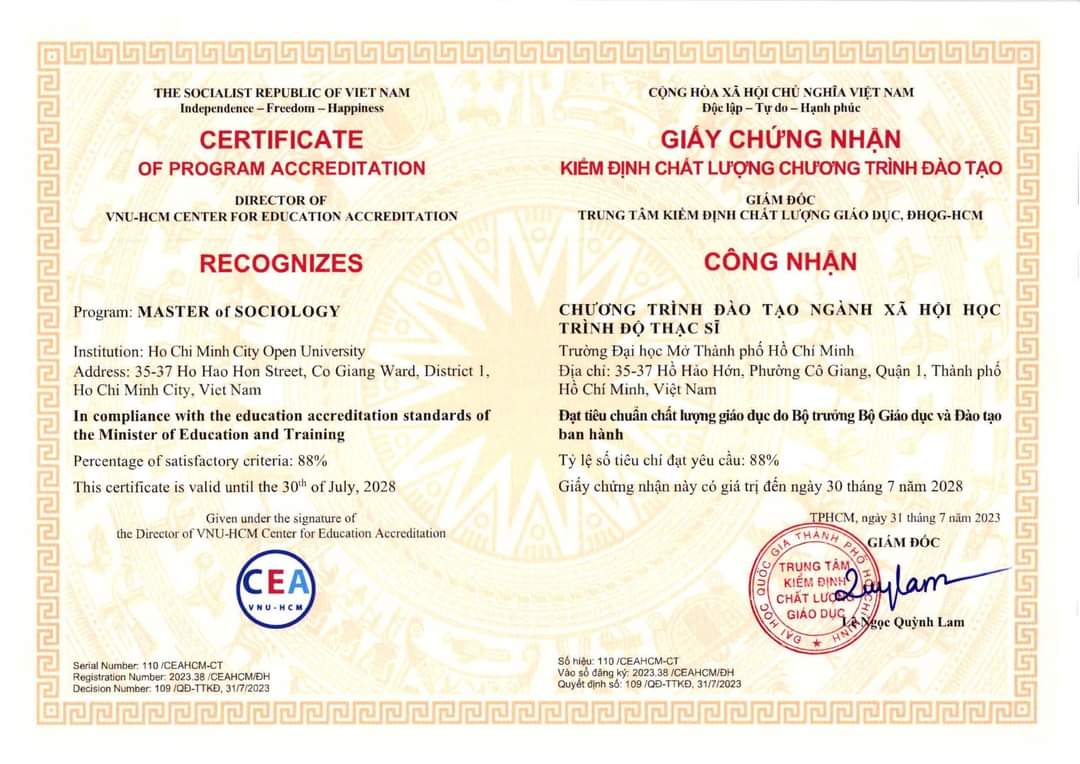 THE SOCIALIST REPUBLIC OF VIET NAM
Independence – Freedom – Happiness
CERTIFICATE
OF PROGRAM ACCREDITATION
DIRECTOR OF
VNU-HCM CENTER FOR EDUCATION ACCREDITATION
RECOGNIZES
Program: MASTER of SOCIOLOGY
Institution: Ho Chi Minh City Open University
Address: 35-37 Ho Hao Hon Street, Co Giang Ward, District 1,
Ho Chi Minh City, Viet Nam
In compliance with the education accreditation standards of
the Minister of Education and Training
Percentage of satisfactory criteria: 88%
This certificate is valid until the 30th of July, 2028
Given under the signature of
the Director of VNU-HCM Center for Education Accreditation
CEA
VNU-HCM
Serial Number: 110 /CEAHCM-CT
Registration Number: 2023.38 /CEAHCM/ĐH
Decision Number: 109 /QĐ-TTKĐ, 31/7/2023
CỘNG HÒA XÃ HỘI CHỦ NGHĨA VIỆT NAM
Độc lập – Tự do – Hạnh phúc
GIẤY CHỨNG NHẬN
KIỂM ĐỊNH CHẤT LƯỢNG CHƯƠNG TRÌNH ĐÀO TẠO
GIÁM ĐỐC
TRUNG TÂM KIỂM ĐỊNH CHẤT LƯỢNG GIÁO DỤC, ĐHQG-HCM
CÔNG NHẬN
CHƯƠNG TRÌNH ĐÀO TẠO NGÀNH XÃ HỘI HỌC
TRÌNH ĐỘ THẠC SĨ
Trường Đại học Mở Thành phố Hồ Chí Minh
Địa chỉ: 35-37 Hồ Hảo Hớn, Phường Cô Giang, Quận 1, Thành phố
Hồ Chí Minh, Việt Nam
Đạt tiêu chuẩn chất lượng giáo dục do Bộ trưởng Bộ Giáo dục và Đào tạo
ban hành
Tỷ lệ số tiêu chí đạt yêu cầu: 88%
Giấy chứng nhận này có giá trị đến ngày 30 tháng 7 năm 2028
TPHCM, ngày 31 tháng 7 năm 2023
GIÁM ĐỐC
ĐẠI HỌC QUỐC GIA THÀNH PHỐ HỒ CHÍ MINH
TRUNG TÂM
KIỂM ĐỊNH
CHẤT LƯỢNG
GIÁO DỤC
Lê Ngọc Quỳnh Lam
Số hiệu: 110 /CEAHCM-CT
Vào sổ đăng ký: 2023.38 /CEAHCM/ĐH
Quyết định số: 109 /QĐ-TTKĐ, 31/7/2023